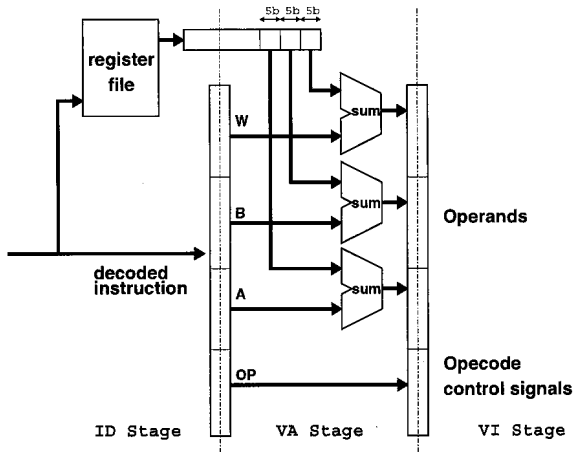 5b 5b 5b
register
file
W
sum
B
sum
Operands
decoded
instruction
A
sum
OP
Opecode
control signals
ID Stage
VA Stage
VI Stage